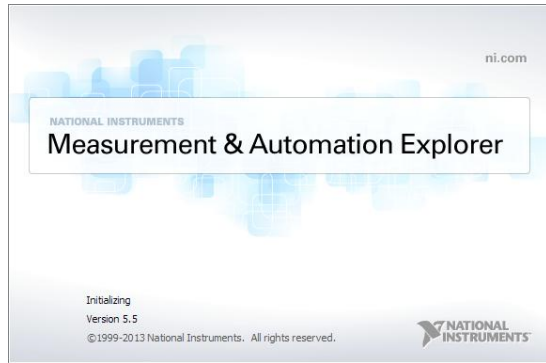 ni.com
NATIONAL INSTRUMENTS
Measurement & Automation Explorer
Initializing
Version 5.5
©1999-2013 National Instruments. All rights reserved.
NATIONAL
INSTRUMENTS